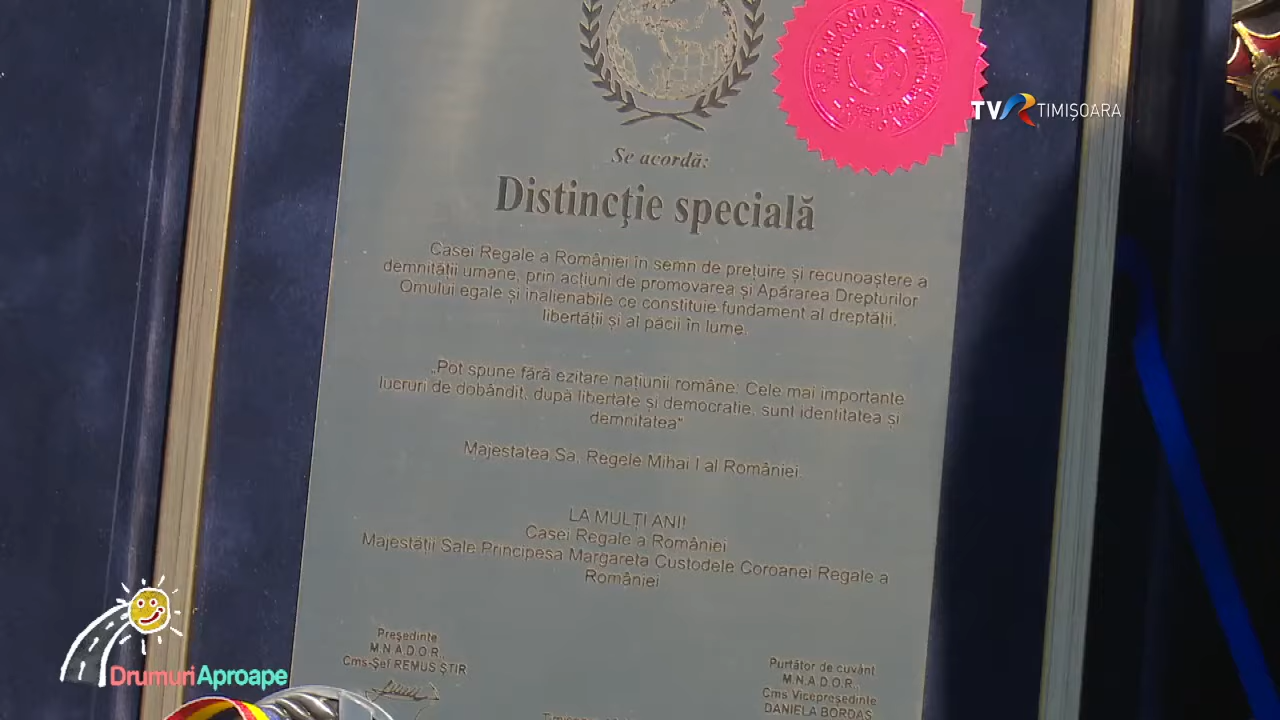 ROMANIA
TVR TIMIȘOARA
Se acordă:
Distincţie specială
Casei Regale a României în semn de prețuire și recunoaștere a
demnității umane, prin acțiuni de promovarea și Apărarea Drepturilor
Omului egale și inalienabile ce constituie fundament al dreptății,
libertății și al păcii în lume.
„Pot spune fără ezitare națiunii române: Cele mai importante
lucruri de dobândit, după libertate și democratie, sunt identitatea și
demnitatea"
Majestatea Sa, Regele Mihai I al României.
LA MULȚI ANI!
Casei Regale a României
Majestății Sale Principesa Margareta Custodele Coroanei Regale a
României
Președinte
M.N.A.D.O.R.,
Cms-Șef REMUS ȘTIR
Purtător de cuvânt
M.N.A.D.O.R.,
Cms Vicepreședinte
DANIELA BOROȘ
DrumuriAproape